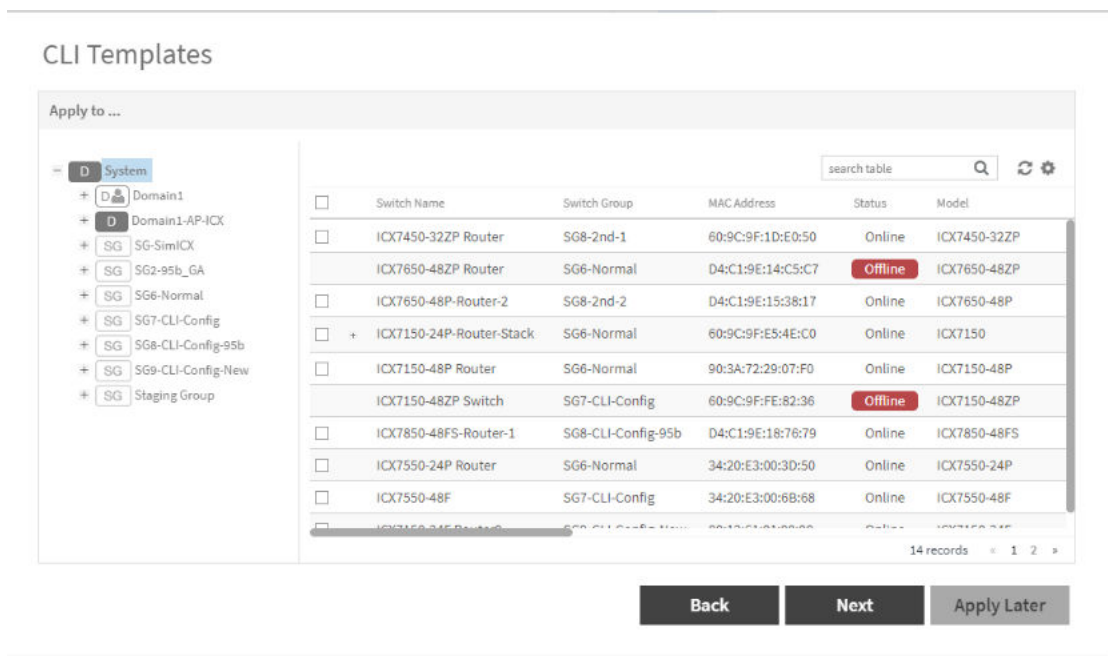 CLI Templates
Apply to ...
search table
D System
D Domain1
D Domain1-AP-ICX
SG SG-SimICX
SG SG2-95b_GA
SG SG6-Normal
SG SG7-CLI-Config
SG SG8-CLI-Config-95b
SG SG9-CLI-Config-New
SG Staging Group
Switch Name Switch Group MAC Address Status Model
ICX7450-32ZP Router SG8-2nd-1 60:9C:9F:1D:E0:50 Online ICX7450-32ZP
ICX7650-48ZP Router SG6-Normal D4:C1:9E:14:C5:C7 Offline ICX7650-48ZP
ICX7650-48P-Router-2 SG8-2nd-2 D4:C1:9E:15:38:17 Online ICX7650-48P
+ ICX7150-24P-Router-Stack SG6-Normal 60:9C:9F:E5:4E:C0 Online ICX7150
ICX7150-48P Router SG6-Normal 90:3A:72:29:07:F0 Online ICX7150-48P
ICX7150-48ZP Switch SG7-CLI-Config 60:9C:9F:FE:82:36 Offline ICX7150-48ZP
ICX7850-48FS-Router-1 SG8-CLI-Config-95b D4:C1:9E:18:76:79 Online ICX7850-48FS
ICX7550-24P Router SG6-Normal 34:20:E3:00:3D:50 Online ICX7550-24P
ICX7550-48F SG7-CLI-Config 34:20:E3:00:6B:68 Online ICX7550-48F
14 records « 1 2 »
Back Next Apply Later